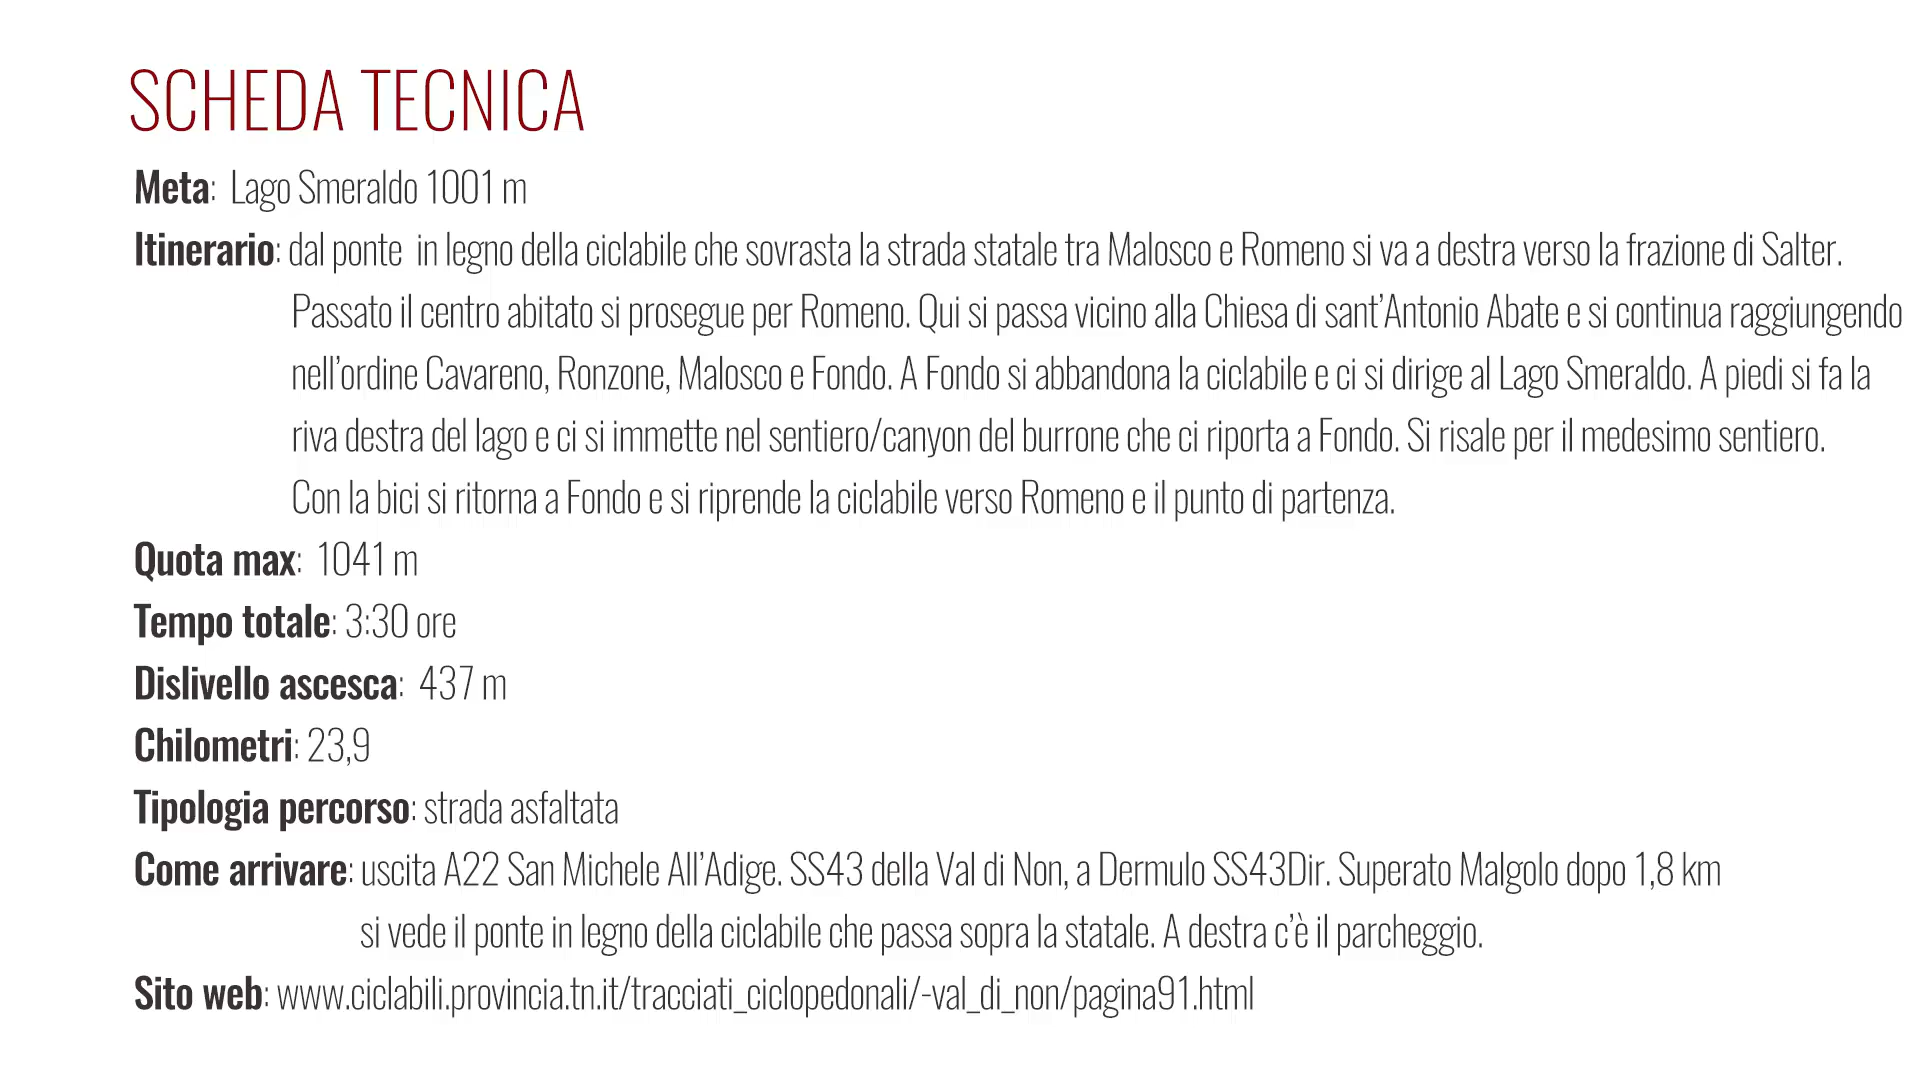 SCHEDA TECNICA
Meta: Lago Smeraldo 1001 m
Itinerario: dal ponte in legno della ciclabile che sovrasta la strada statale tra Malosco e Romeno si va a destra verso la frazione di Salter.
Passato il centro abitato si prosegue per Romeno. Qui si passa vicino alla Chiesa di sant'Antonio Abate e si continua raggiungendo
nell'ordine Cavareno, Ronzone, Malosco e Fondo. A Fondo si abbandona la ciclabile e ci si dirige al Lago Smeraldo. A piedi si fa la
riva destra del lago e ci si immette nel sentiero/canyon del burrone che ci riporta a Fondo. Si risale per il medesimo sentiero.
Con la bici si ritorna a Fondo e si riprende la ciclabile verso Romeno e il punto di partenza.
Quota max: 1041 m
Tempo totale: 3:30 ore
Dislivello ascesca: 437 m
Chilometri: 23,9
Tipologia percorso: strada asfaltata
Come arrivare: uscita A22 San Michele All'Adige. SS43 della Val di Non, a Dermulo SS43Dir. Superato Malgolo dopo 1,8 km
si vede il ponte in legno della ciclabile che passa sopra la statale. A destra c'è il parcheggio.
Sito web: www.ciclabili.provincia.tn.it/tracciati_ciclopedonali/-val_di_non/pagina91.html